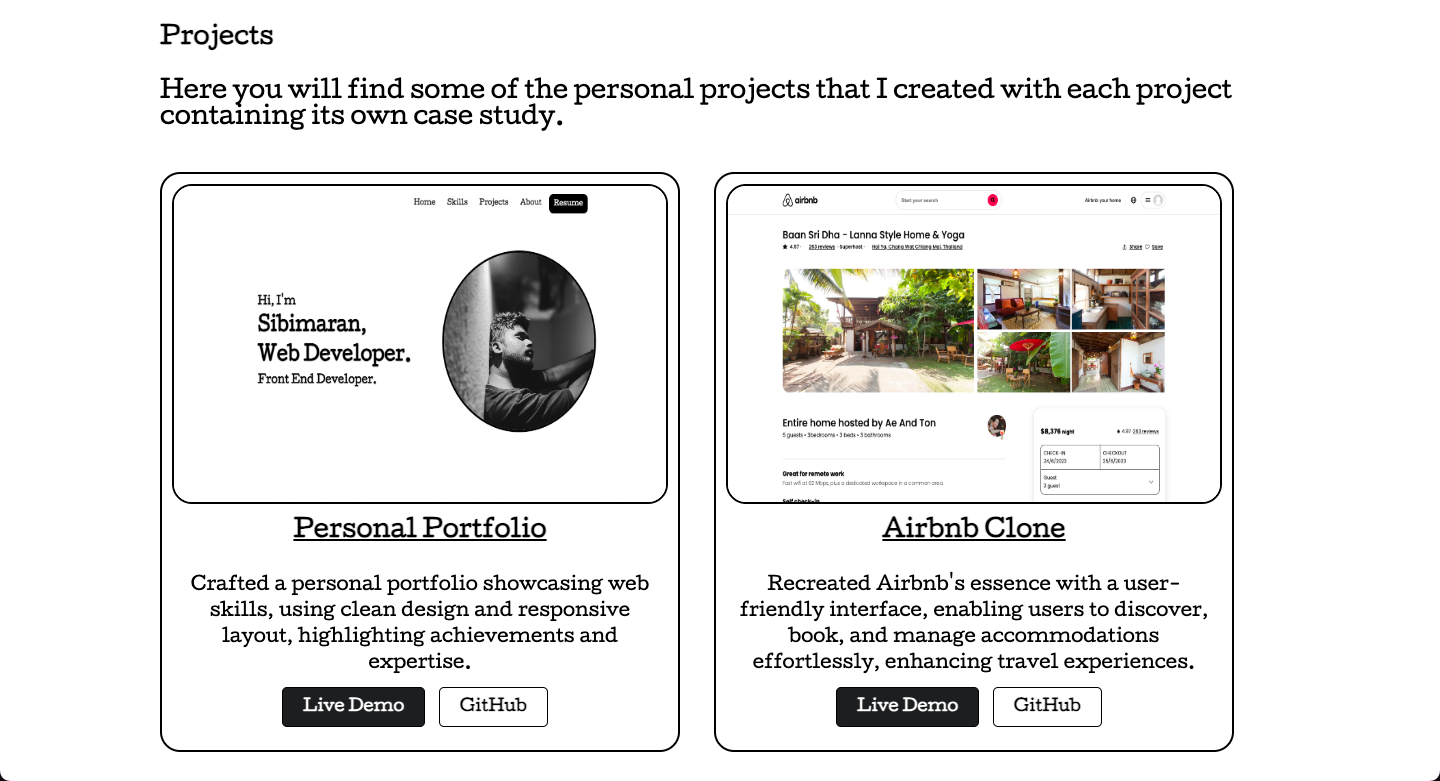 Projects
Here you will find some of the personal projects that I created with each project
containing its own case study.
Home Skills Projects About Resume
Hi, I'm
Sibimaran,
Web Developer.
Front End Developer.
Personal Portfolio
Crafted a personal portfolio showcasing web
skills, using clean design and responsive
layout, highlighting achievements and
expertise.
Live Demo GitHub
airbnb Start your search Airbnb your home
Baan Sri Dha - Lanna Style Home & Yoga
4.97 · 263 reviews · Superhost · Hai Ya, Chang Wat Chiang Mai, Thailand Share Save
Entire home hosted by Ae And Ton
5 guests • 3bedrooms • 3 beds • 3 bathrooms
$8,376 night 4.97 ·263 reviews
CHECK-IN CHECKOUT
24/6/2023 25/6/2023
Guest
2 guest
Great for remote work
Fast wifi at 62 Mbps, plus a dedicated workspace in a common area.
Self check-in
Airbnb Clone
Recreated Airbnb's essence with a user-
friendly interface, enabling users to discover,
book, and manage accommodations
effortlessly, enhancing travel experiences.
Live Demo GitHub